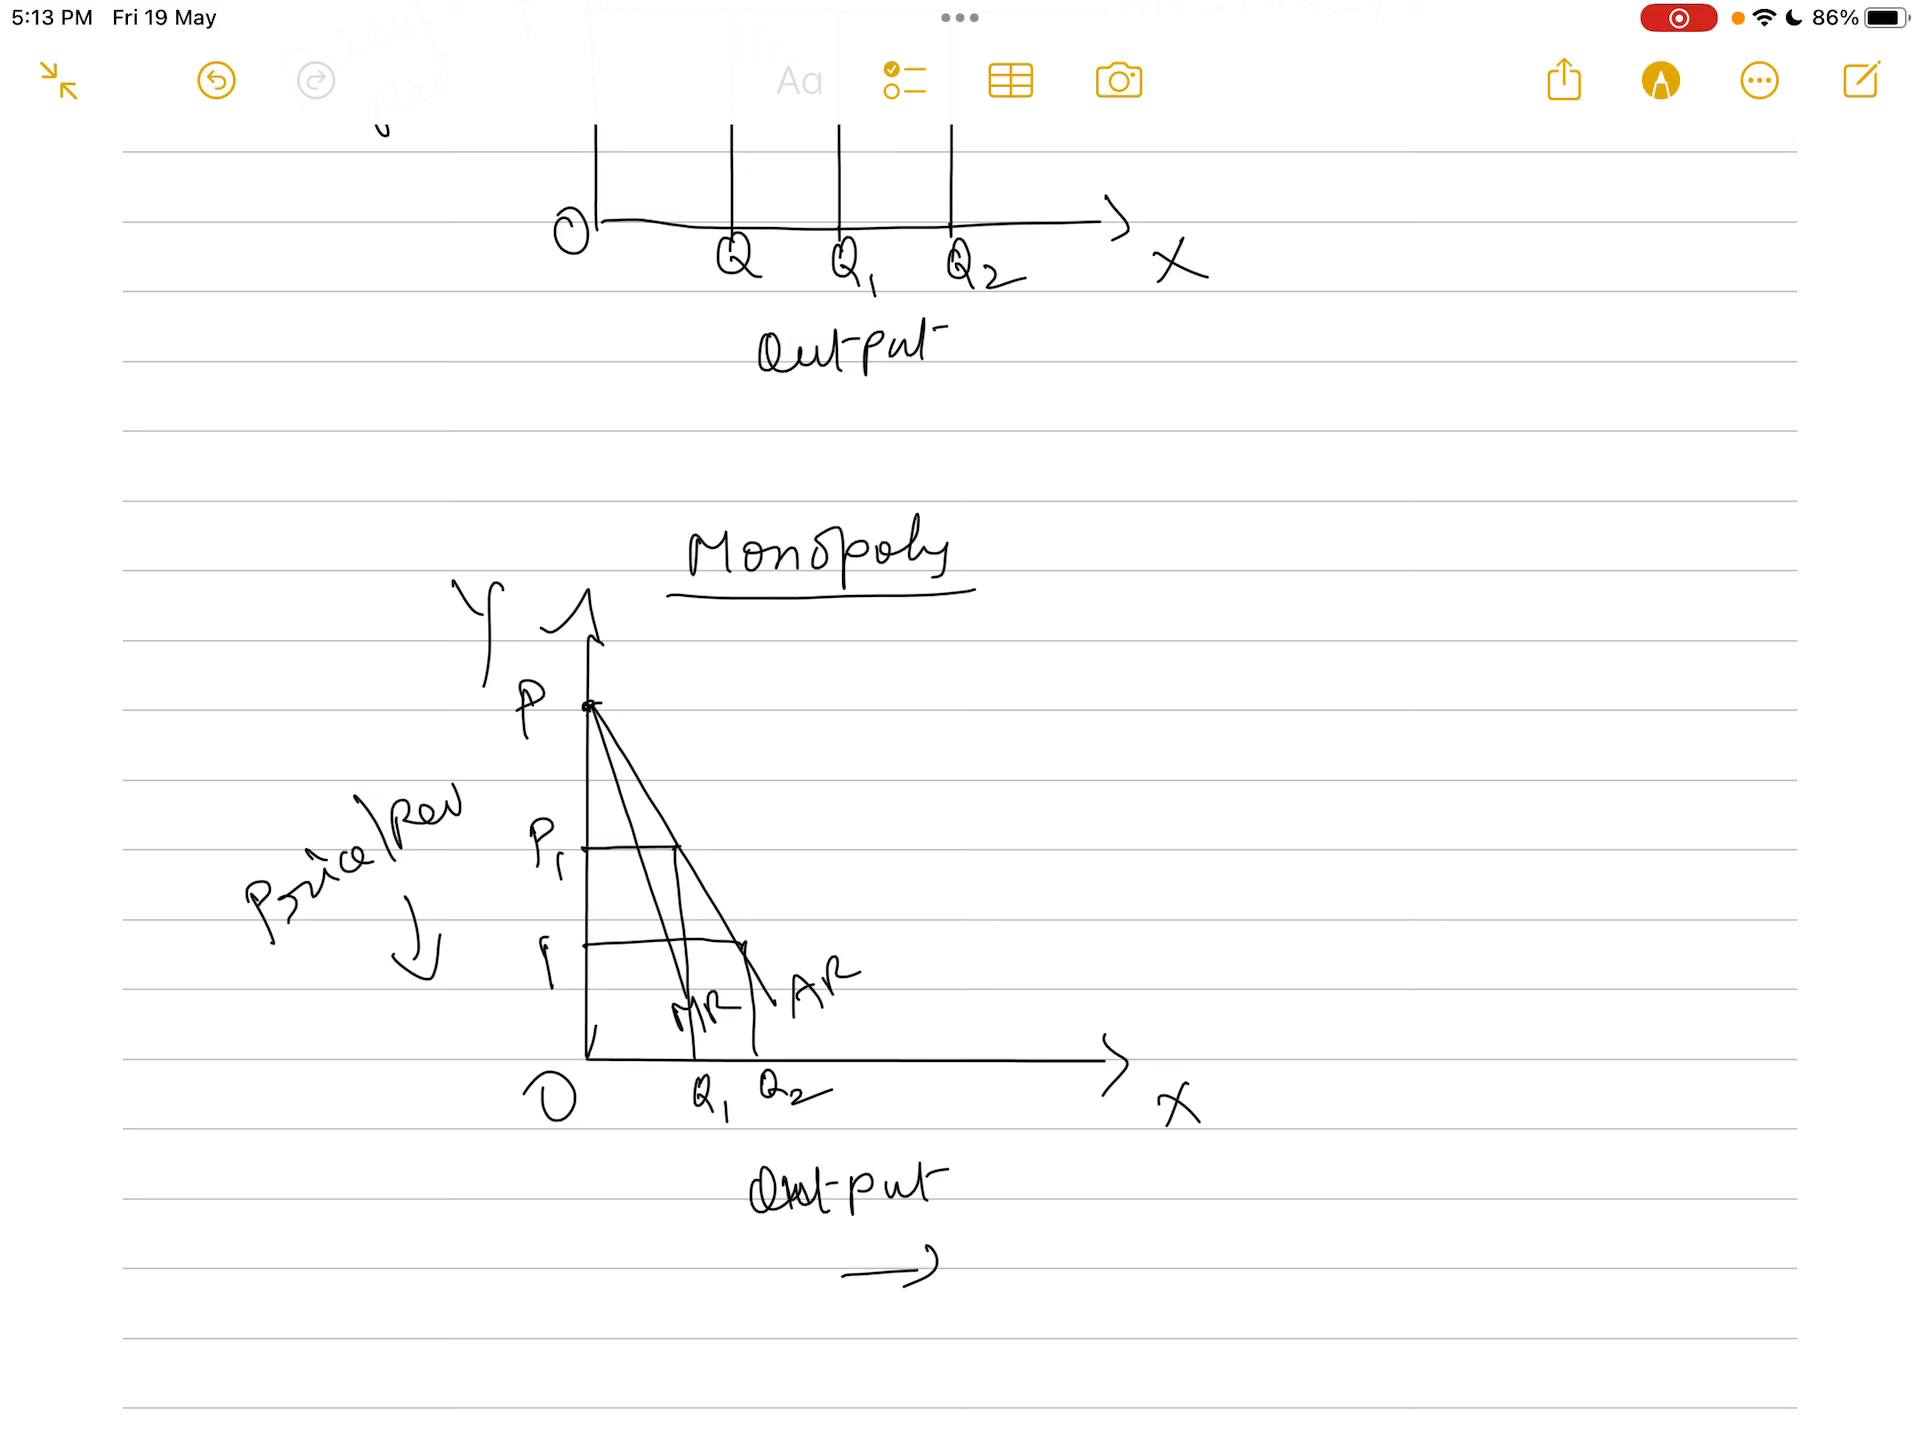 5:13 PM Fri 19 May 86%
Aa
O Q Q1 Q2 X
Output
Monopoly
Y
P
Price/Rev
P1
MR AR
O Q1 Q2 X
Output